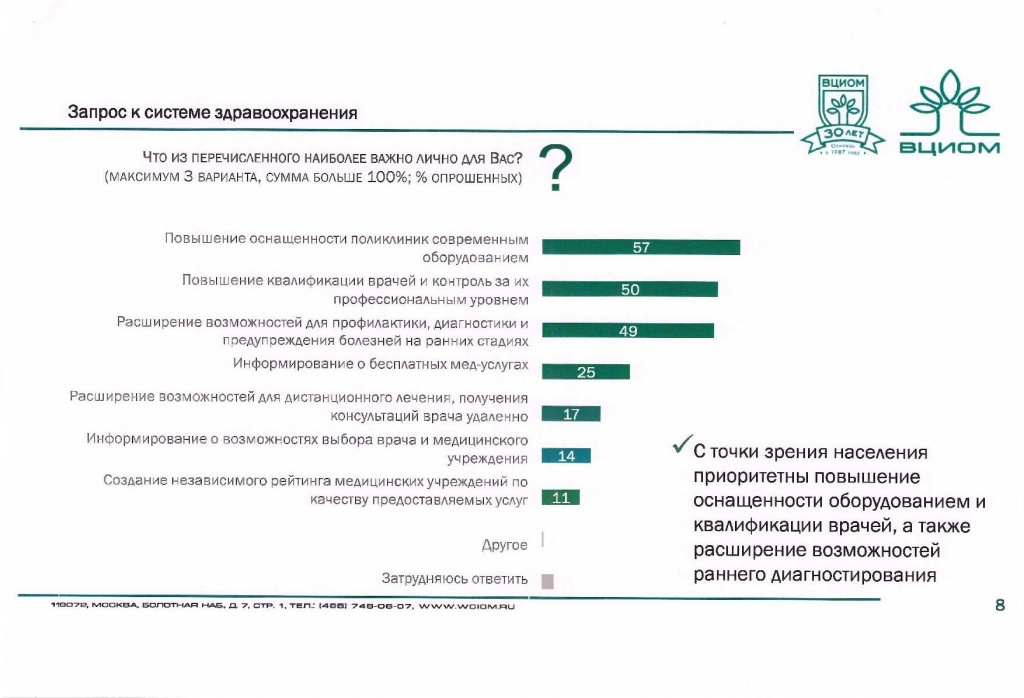 Запрос к системе здравоохранения
ВЦИОМ
30 ЛЕТ
ВЦИОМ
Что из перечисленного наиболее важно лично для Вас?
(максимум 3 варианта, сумма больше 100%; % опрошенных)
?
Повышение оснащенности поликлиник современным
оборудованием
57
Повышение квалификации врачей и контроль за их
профессиональным уровнем
50
Расширение возможностей для профилактики, диагностики и
предупреждения болезней на ранних стадиях
49
Информирование о бесплатных мед-услугах
25
Расширение возможностей для дистанционного лечения, получения
консультаций врача удаленно
17
Информирование о возможностях выбора врача и медицинского
учреждения
14
Создание независимого рейтинга медицинских учреждений по
качеству предоставляемых услуг
11
Другое
Затрудняюсь ответить
С точки зрения населения
приоритетны повышение
оснащенности оборудованием и
квалификации врачей, а также
расширение возможностей
раннего диагностирования
119072, МОСКВА, БОЛОТНАЯ НАБ. Д. 7, СТР. 1, ТЕЛ.: (495) 748-08-07, WWW.WCIOM.RU
8